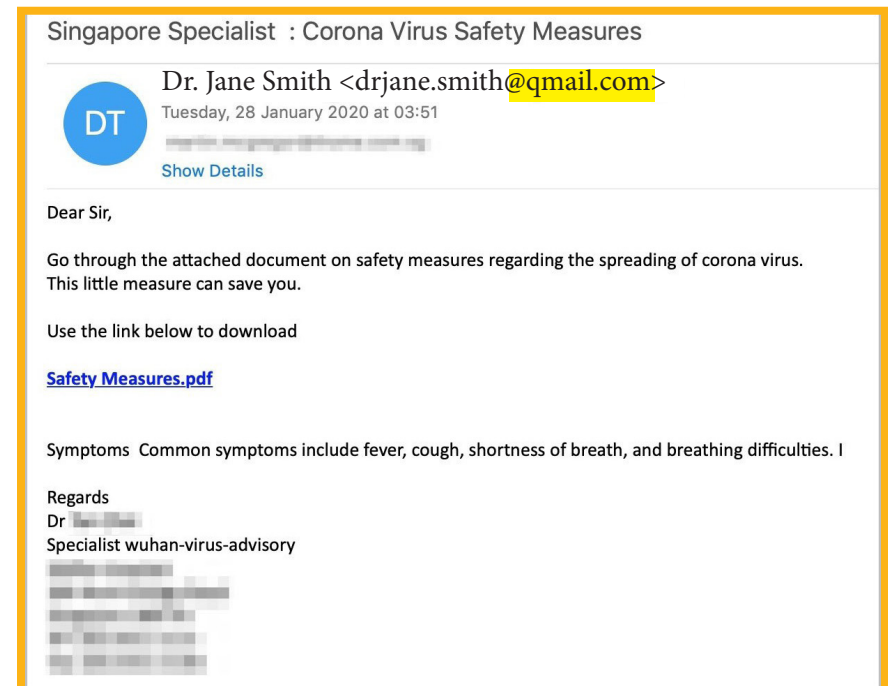 Singapore Specialist : Corona Virus Safety Measures
Dr. Jane Smith <drjane.smith@qmail.com>
DT
Tuesday, 28 January 2020 at 03:51
Show Details
Dear Sir,
Go through the attached document on safety measures regarding the spreading of corona virus.
This little measure can save you.
Use the link below to download
Safety Measures.pdf
Symptoms Common symptoms include fever, cough, shortness of breath, and breathing difficulties. I
Regards
Dr
Specialist wuhan-virus-advisory